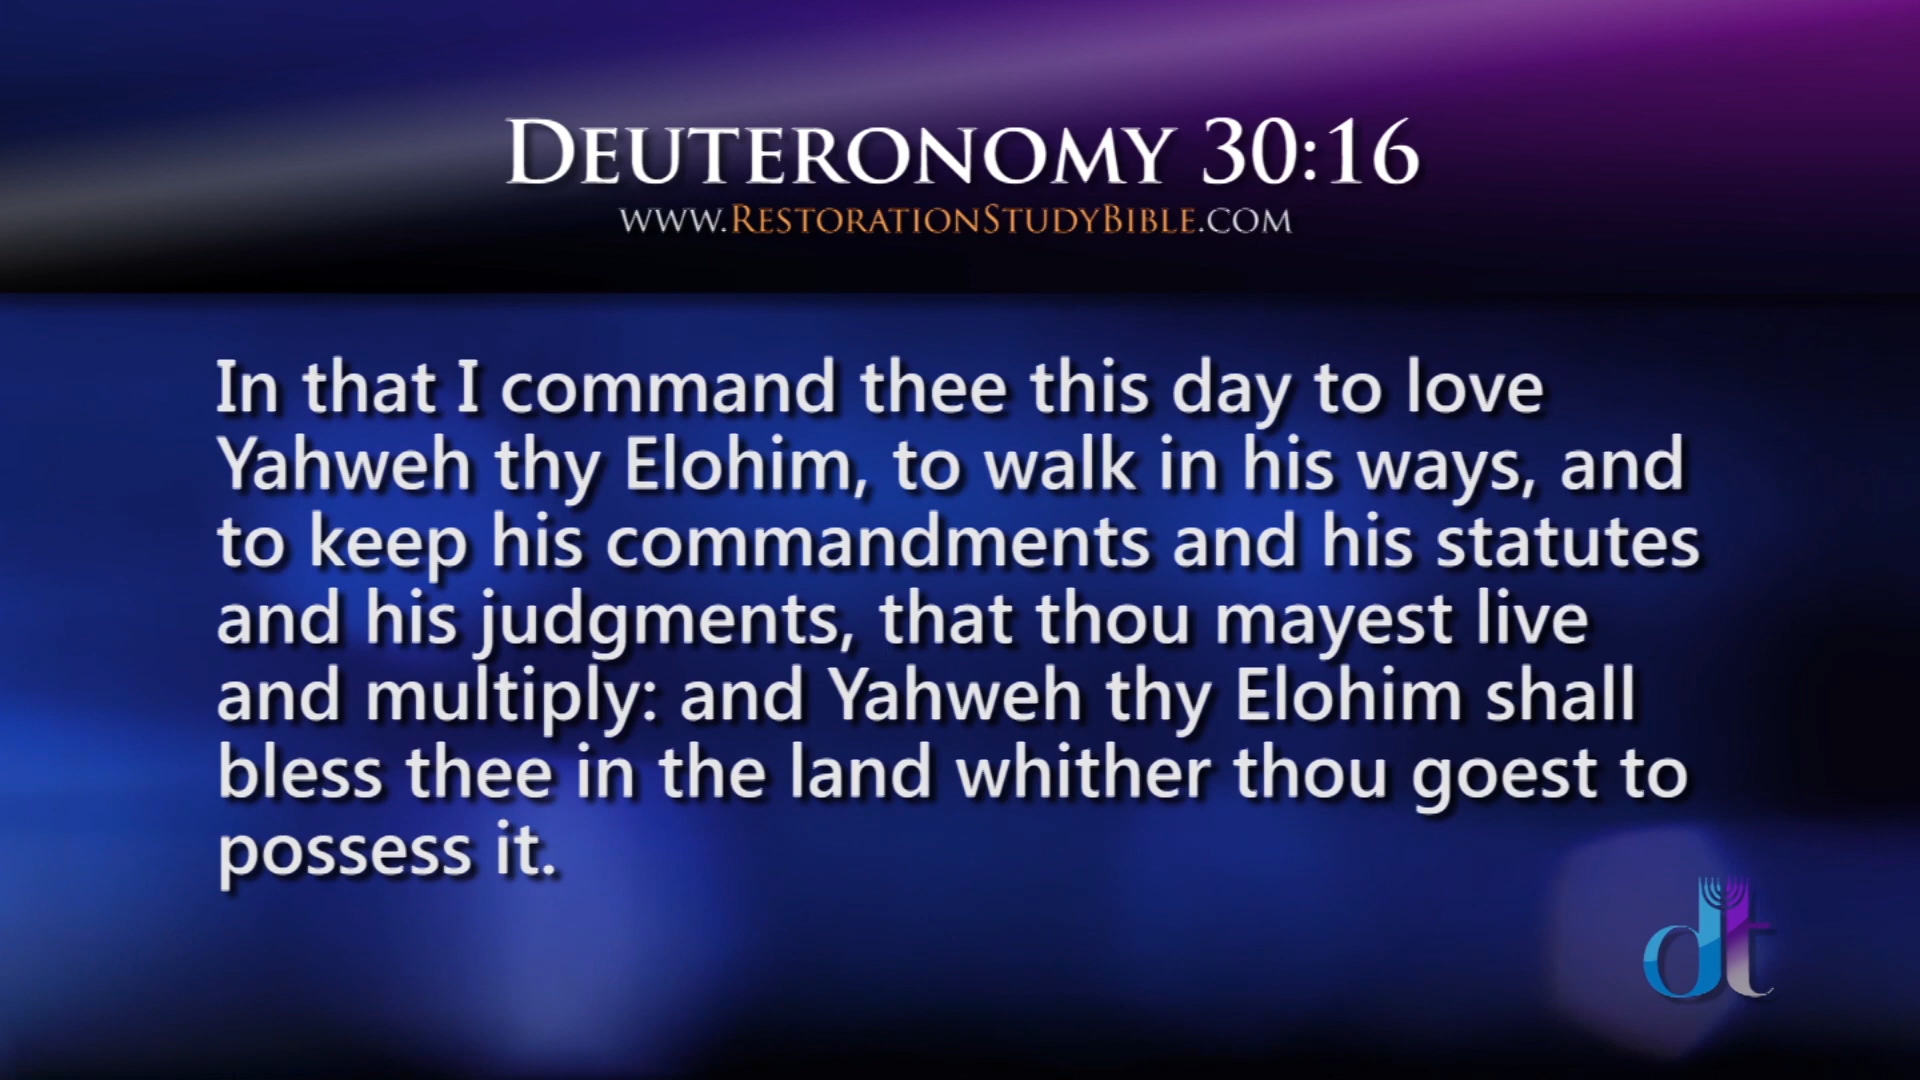 DEUTERONOMY 30:16
WWW.RESTORATIONSTUDYBIBLE.COM
In that I command thee this day to love
Yahweh thy Elohim, to walk in his ways, and
to keep his commandments and his statutes
and his judgments, that thou mayest live
and multiply: and Yahweh thy Elohim shall
bless thee in the land whither thou goest to
possess it.
dt